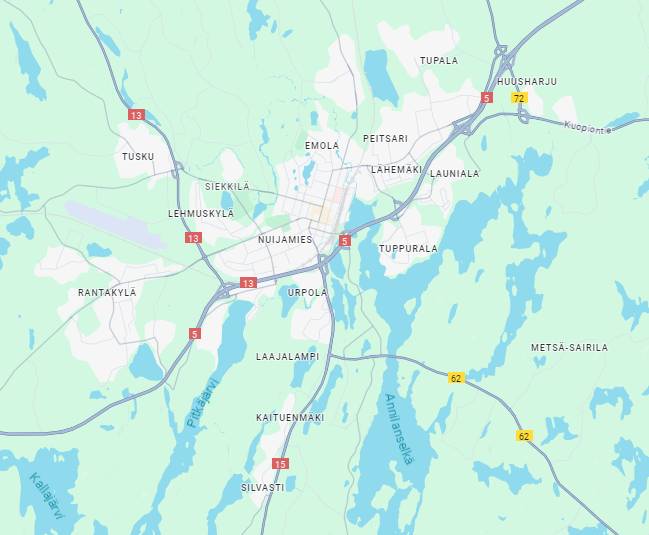 TUPALA
HUUSHARJU
5
72
13
Kuopiontie
PEITSARI
EMOLA
TUSKU
LÄHEMÄKI
LAUNIALA
SIEKKILÄ
LEHMUSKYLÄ
13
NUIJAMIES
5
TUPPURALA
13
RANTAKYLÄ
URPOLA
5
METSÄ-SAIRILA
LAAJALAMPI
62
Pitkäjärvi
KAITUENMÄKI
Annilanselkä
62
15
SILVASTI
Kallajärvi